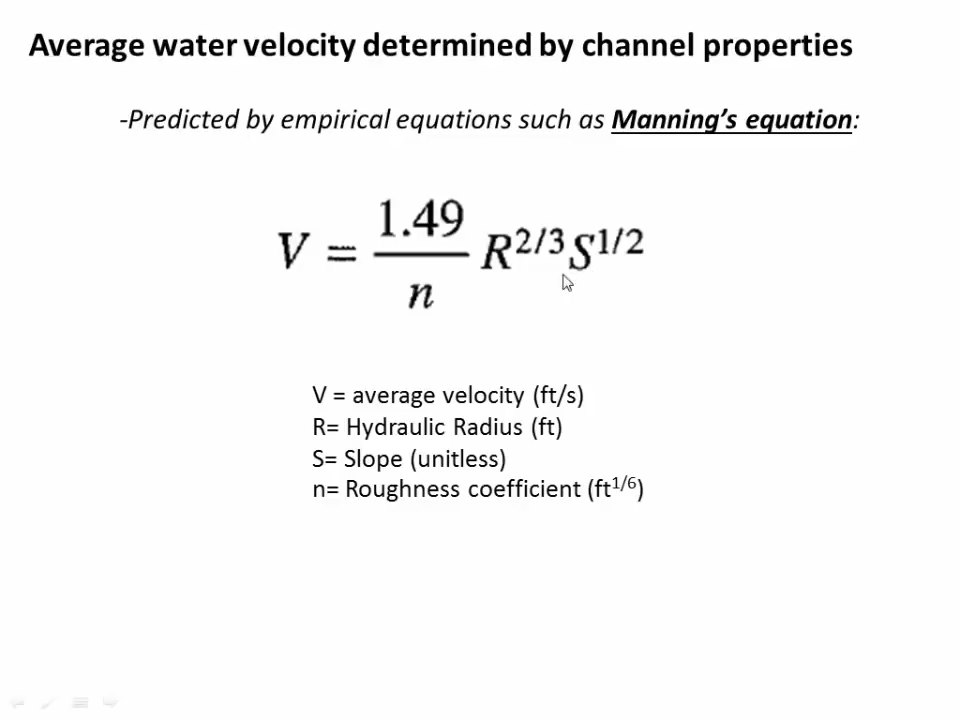 Average water velocity determined by channel properties
-Predicted by empirical equations such as Manning's equation:
V = 1.49/n R^2/3 S^1/2
V = average velocity (ft/s)
R= Hydraulic Radius (ft)
S= Slope (unitless)
n= Roughness coefficient (ft^1/6)